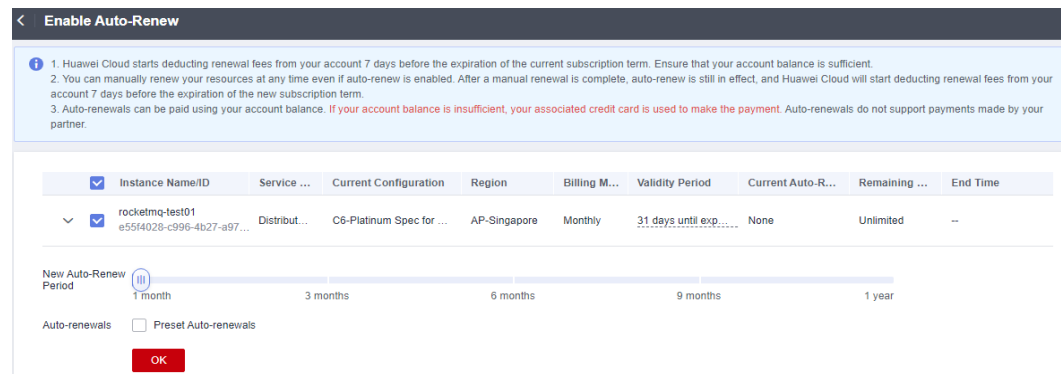 Enable Auto-Renew
1. Huawei Cloud starts deducting renewal fees from your account 7 days before the expiration of the current subscription term. Ensure that your account balance is sufficient.
2. You can manually renew your resources at any time even if auto-renew is enabled. After a manual renewal is complete, auto-renew is still in effect, and Huawei Cloud will start deducting renewal fees from your
account 7 days before the expiration of the new subscription term.
3. Auto-renewals can be paid using your account balance. If your account balance is insufficient, your associated credit card is used to make the payment. Auto-renewals do not support payments made by your
partner.
Instance Name/ID Service ... Current Configuration Region Billing M... Validity Period Current Auto-R... Remaining ... End Time
rocketmq-test01
e55f4028-c996-4b27-a97... Distribut... C6-Platinum Spec for ... AP-Singapore Monthly 31 days until exp... None Unlimited --
New Auto-Renew
Period
1 month 3 months 6 months 9 months 1 year
Auto-renewals Preset Auto-renewals
OK